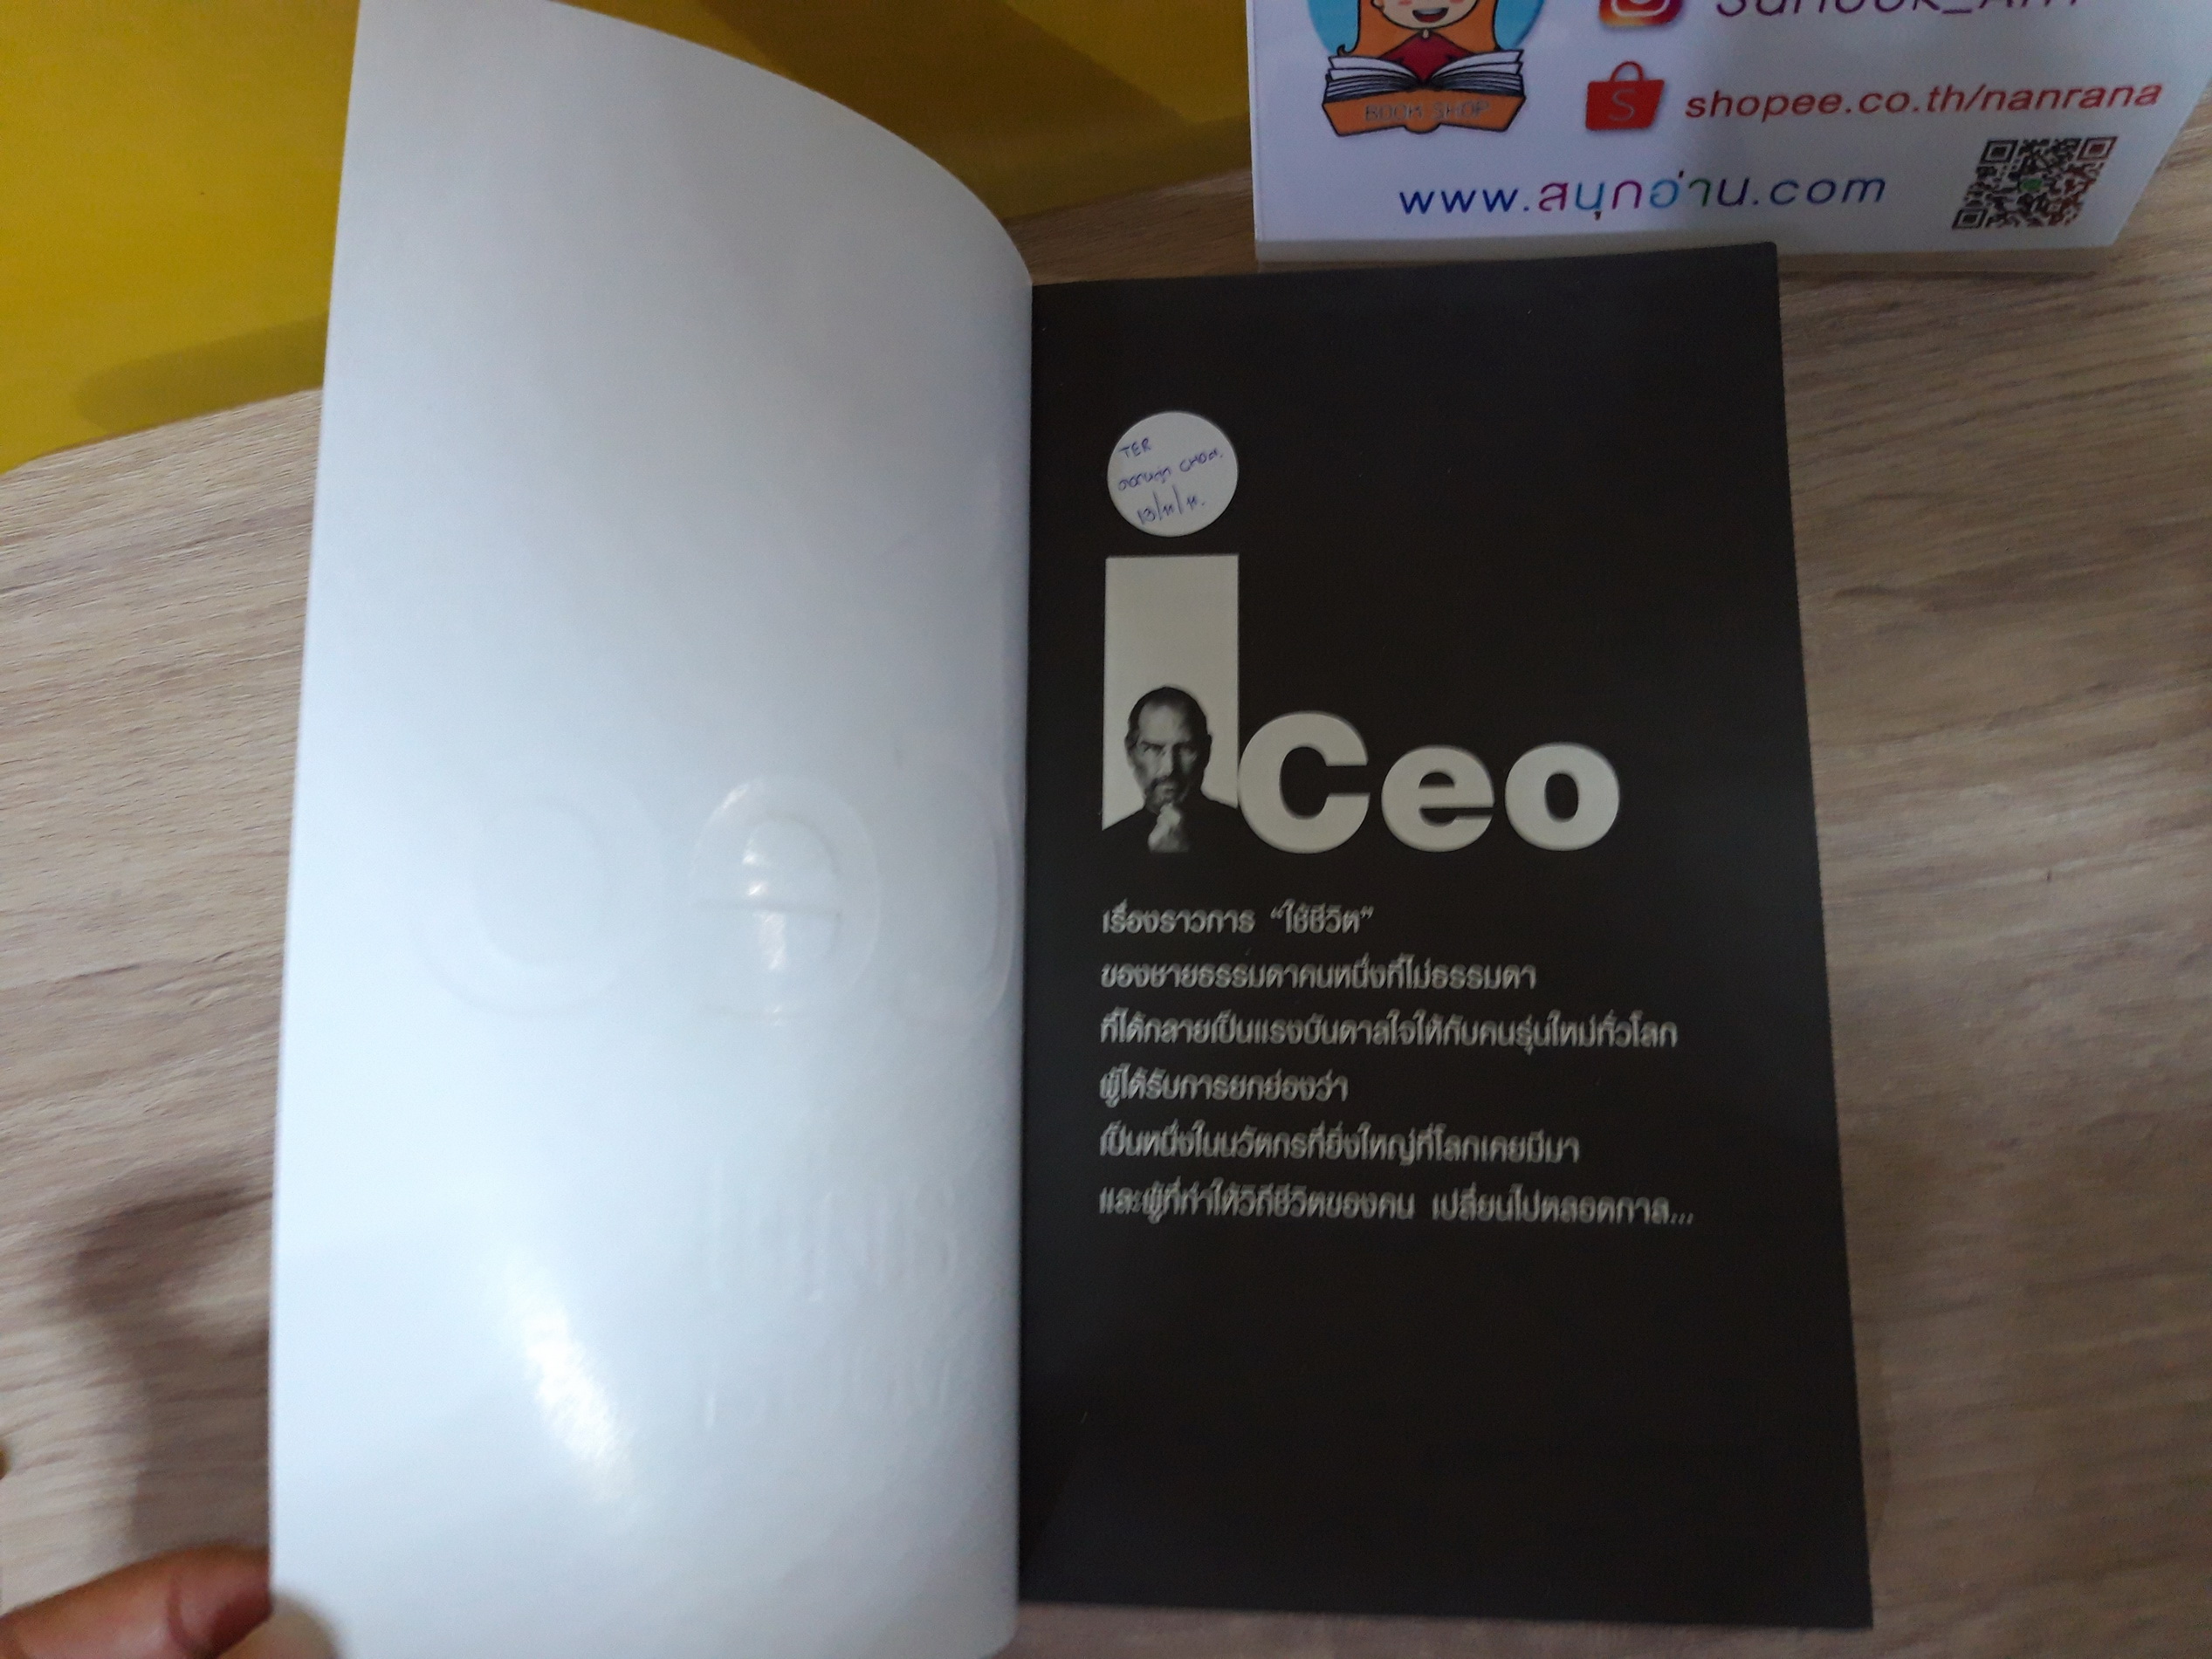 BOOK SHOP
shopee.co.th/nanrana
www.สนุกอ่าน.com
TER
13/11/11.
iCeo
เรื่องราวการ “ใช้ชีวิต”
ของชายธรรมดาคนหนึ่งที่ไม่ธรรมดา
ที่ได้กลายเป็นแรงบันดาลใจให้กับคนรุ่นใหม่ทั่วโลก
ผู้ได้รับการยกย่องว่า
เป็นหนึ่งในนวัตกรที่ยิ่งใหญ่ที่โลกเคยมีมา
และผู้ที่ทำให้วิถีชีวิตของคน เปลี่ยนไปตลอดกาล...